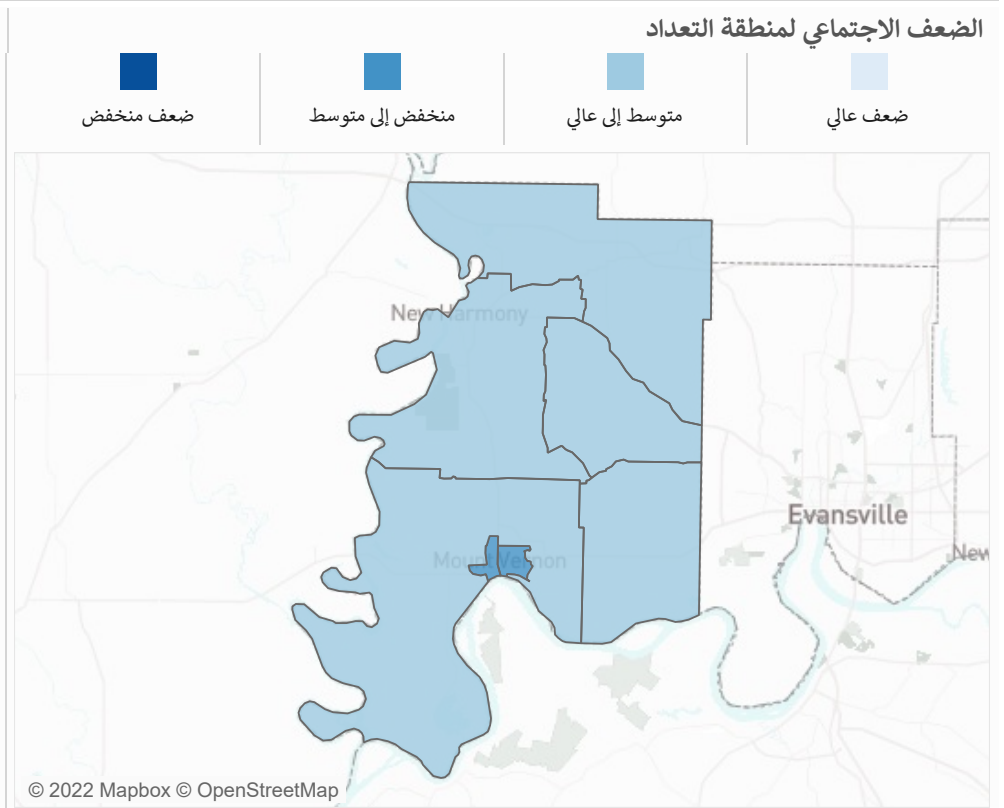 الضعف الاجتماعي لمنطقة التعداد
ضعف عالي
متوسط إلى عالي
منخفض إلى متوسط
ضعف منخفض
New Harmony
Evansville
New
Mount Vernon
© 2022 Mapbox © OpenStreetMap